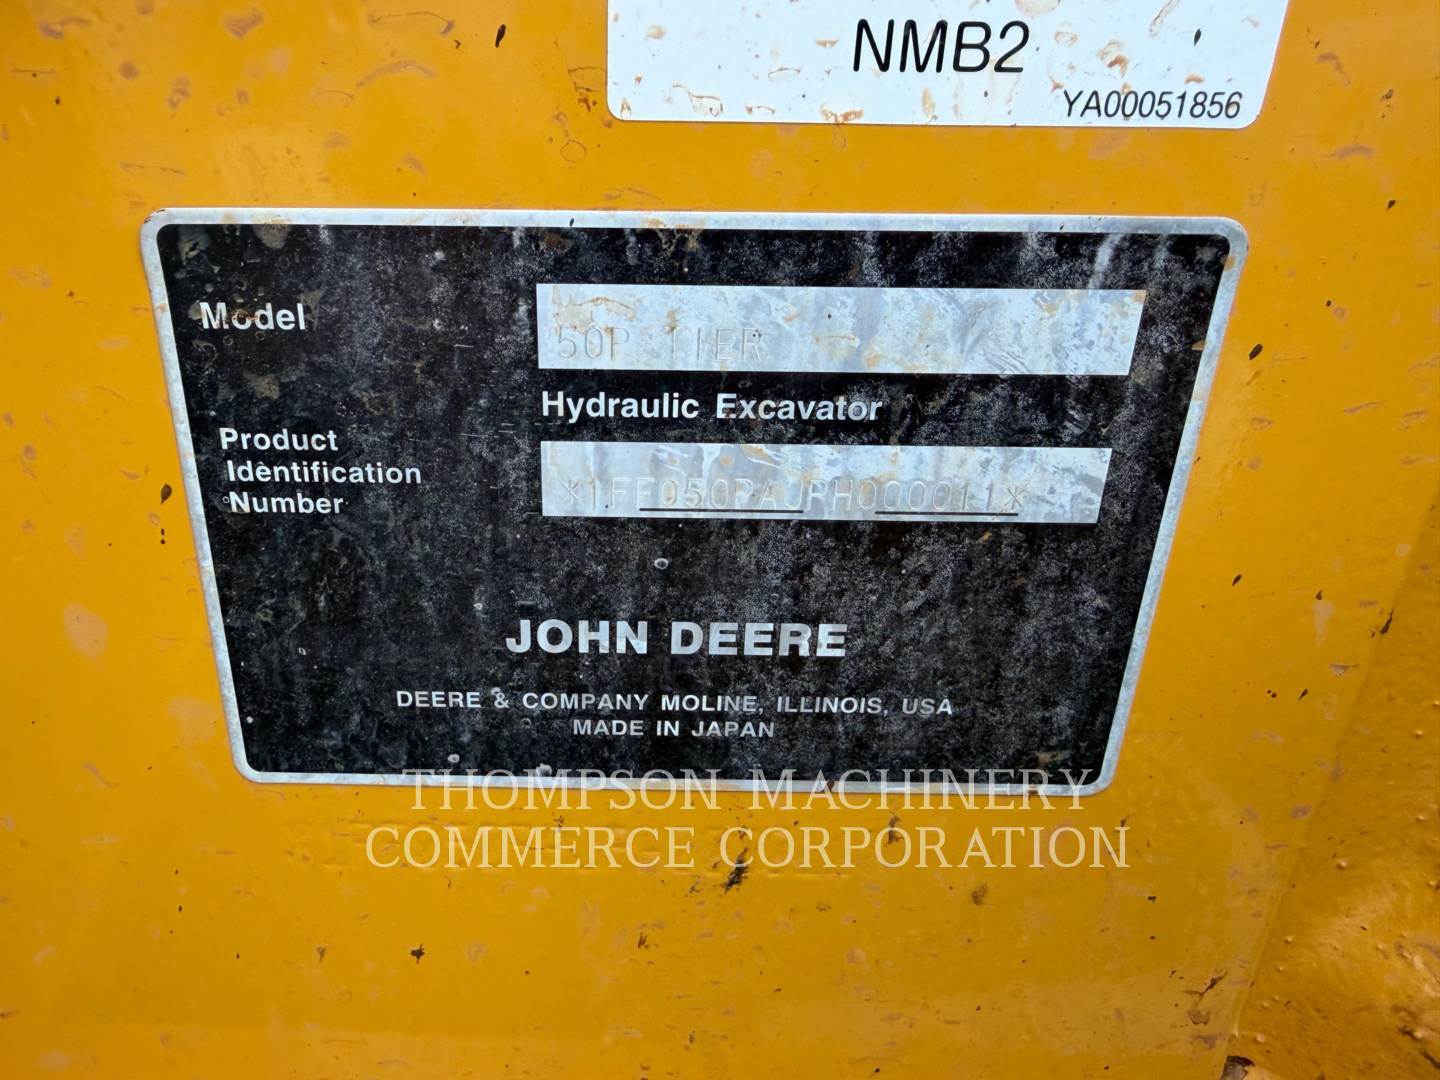 NMB2
YA00051856
Model
50P-TIER
Hydraulic Excavator
Product
Identification
Number
*1FF050PAJPH000011*
JOHN DEERE
DEERE & COMPANY MOLINE, ILLINOIS, USA
MADE IN JAPAN
THOMPSON MACHINERY
COMMERCE CORPORATION